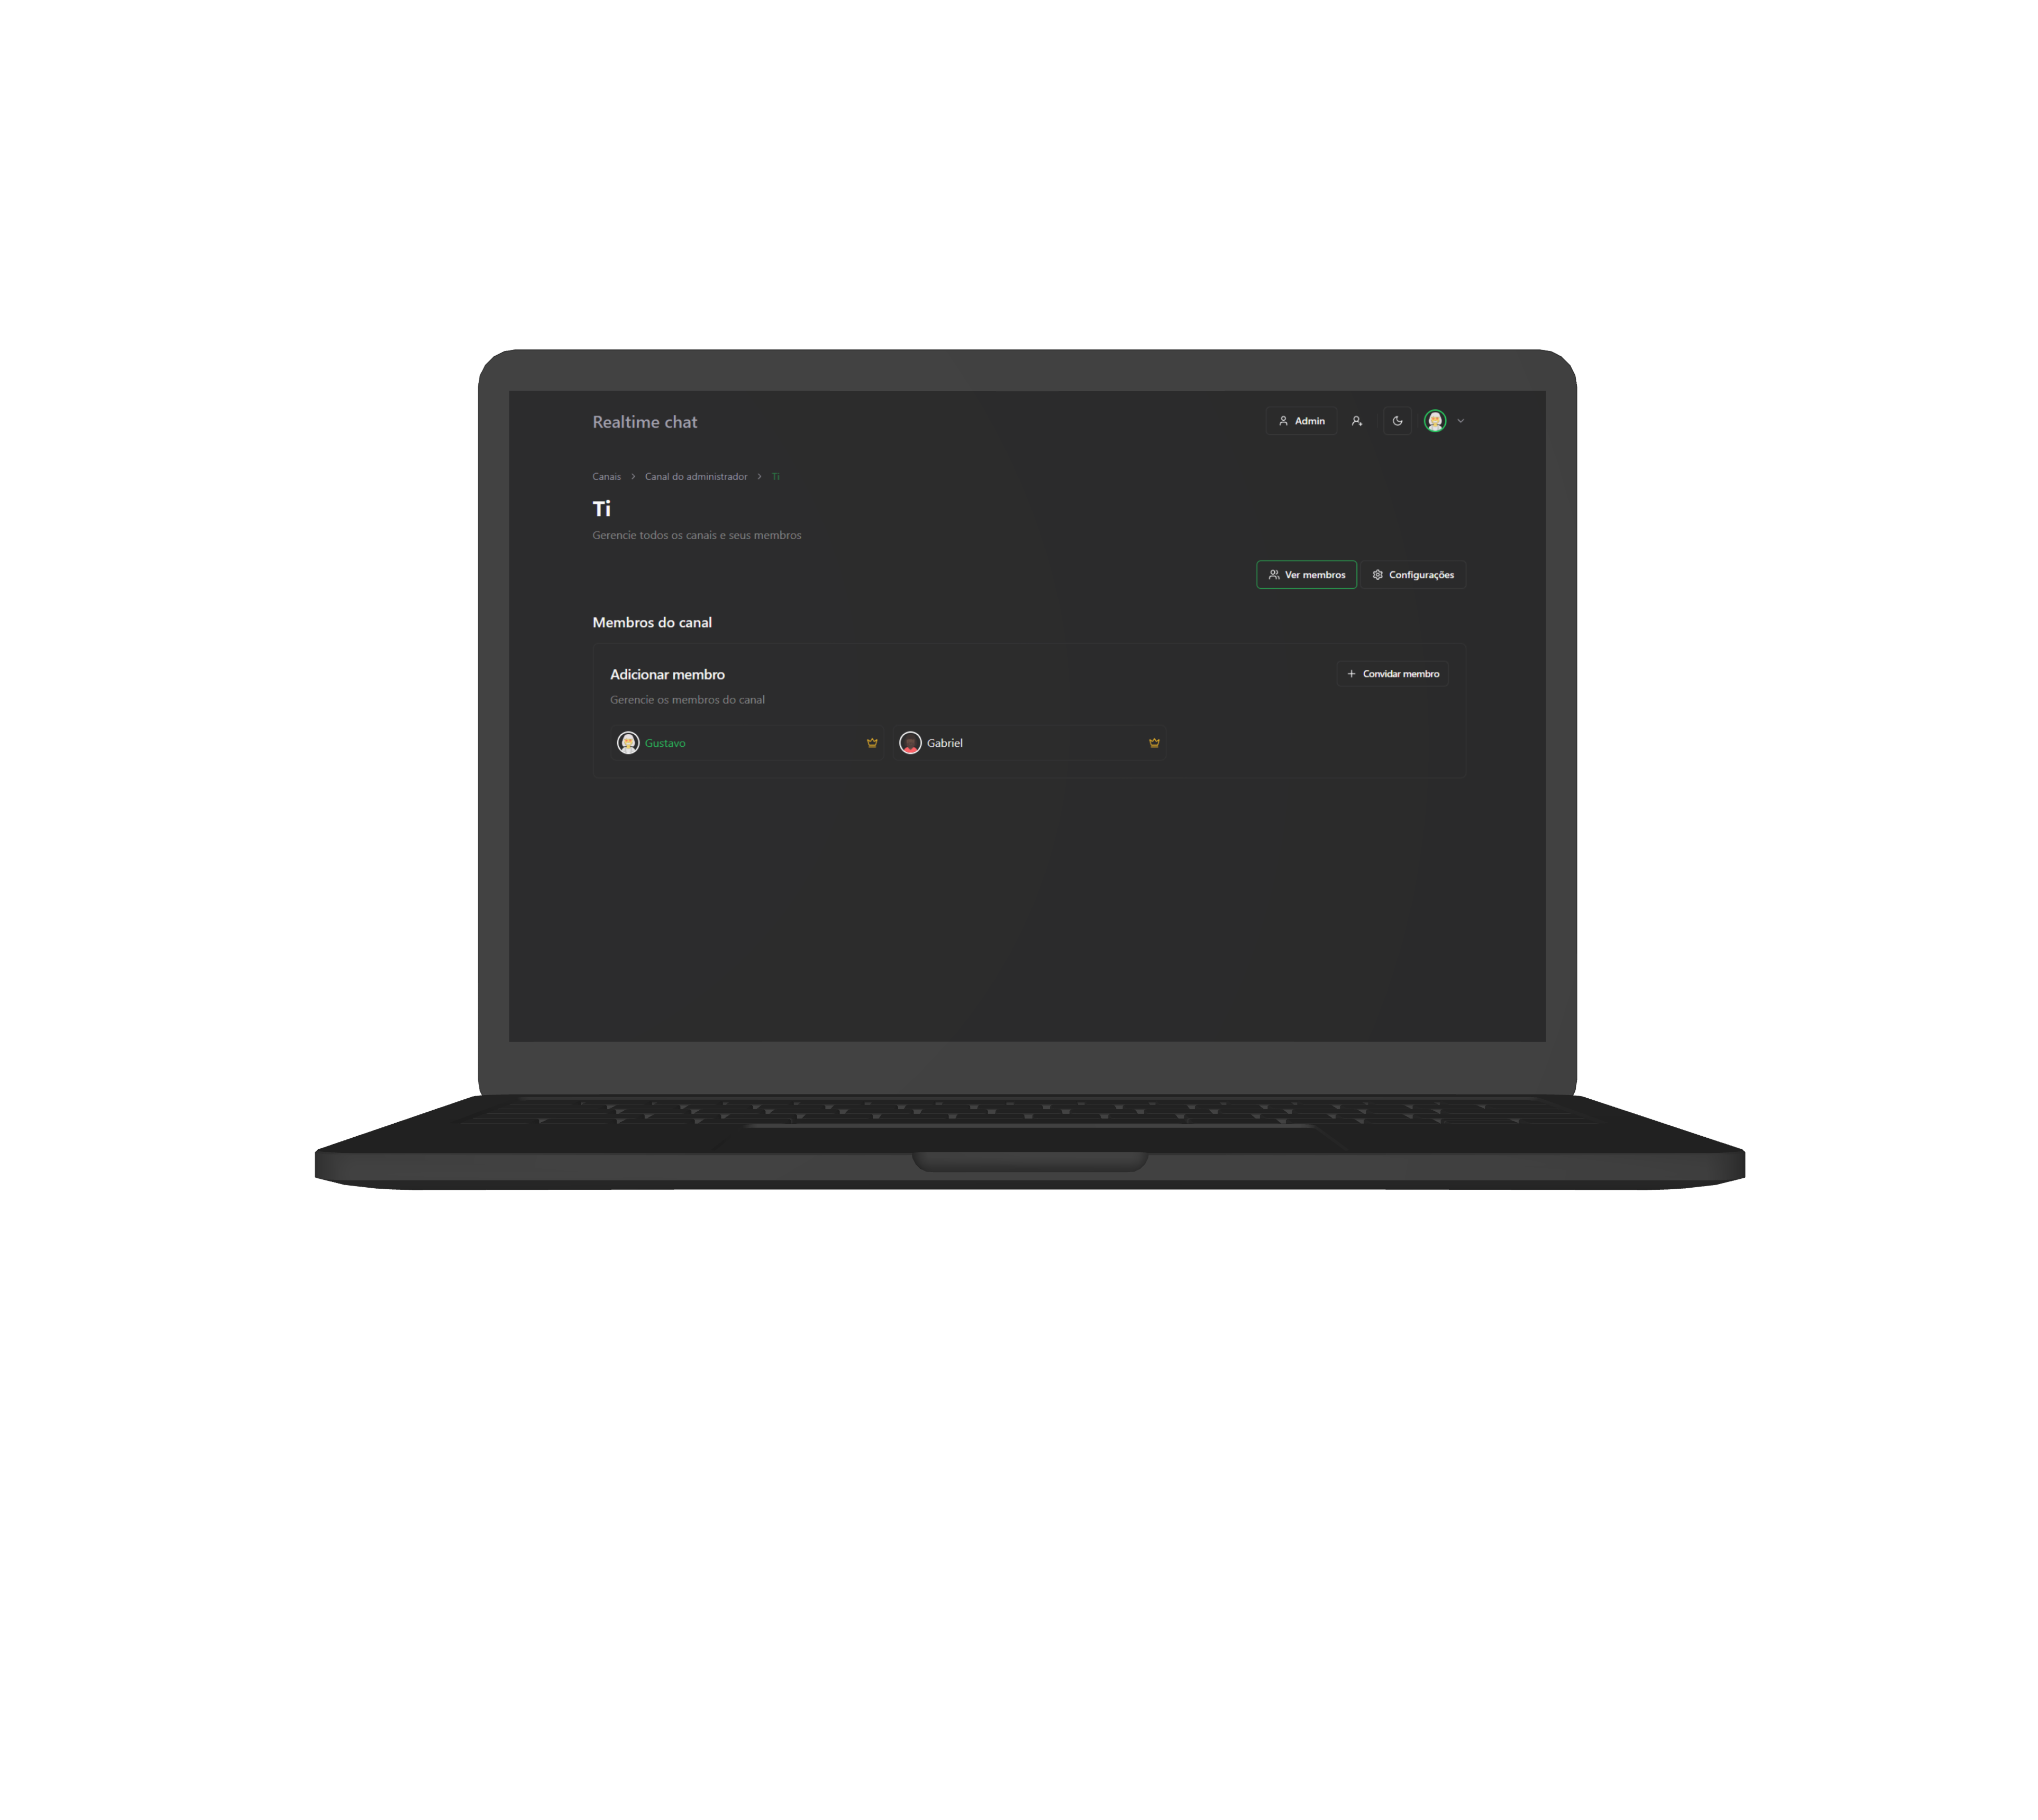 Realtime chat
Admin
Canais > Canal do administrador > Ti
Ti
Gerencie todos os canais e seus membros
Ver membros
Configurações
Membros do canal
Adicionar membro
+ Convidar membro
Gerencie os membros do canal
Gustavo
Gabriel